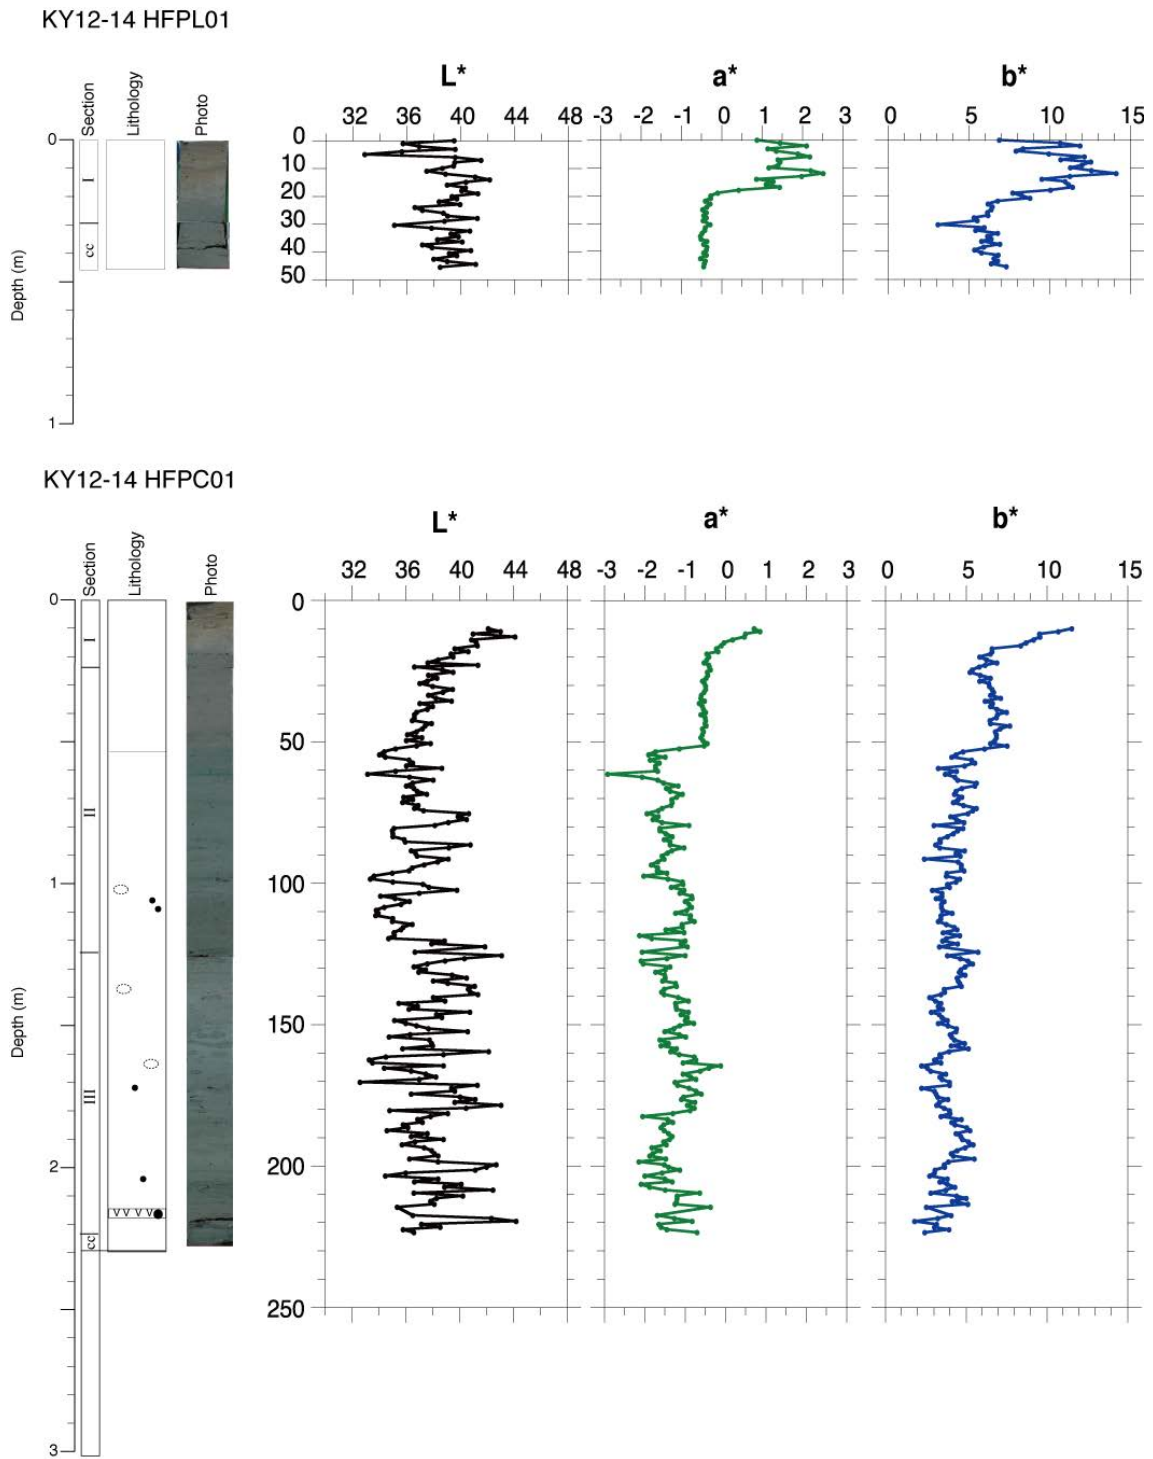 KY12-14 HFPL01
Section
Lithology
Photo
L*
a*
b*
32 36 40 44 48
-3 -2 -1 0 1 2 3
0 5 10 15
0
10
20
30
40
50
0
1
Depth (m)
I
cc
KY12-14 HFPC01
Section
Lithology
Photo
L*
a*
b*
32 36 40 44 48
-3 -2 -1 0 1 2 3
0 5 10 15
0
50
100
150
200
250
0
1
2
3
Depth (m)
I
II
III
cc
V V V V